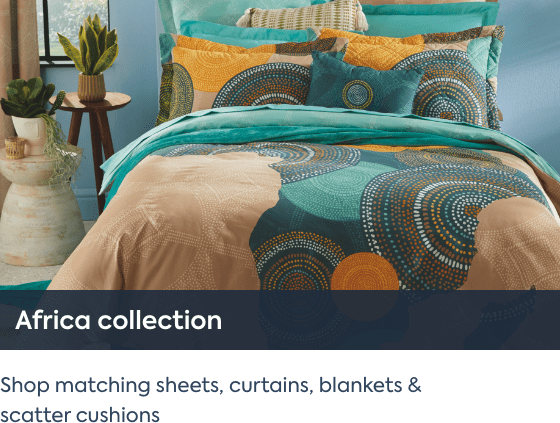 Africa collection
Shop matching sheets, curtains, blankets &
scatter cushions